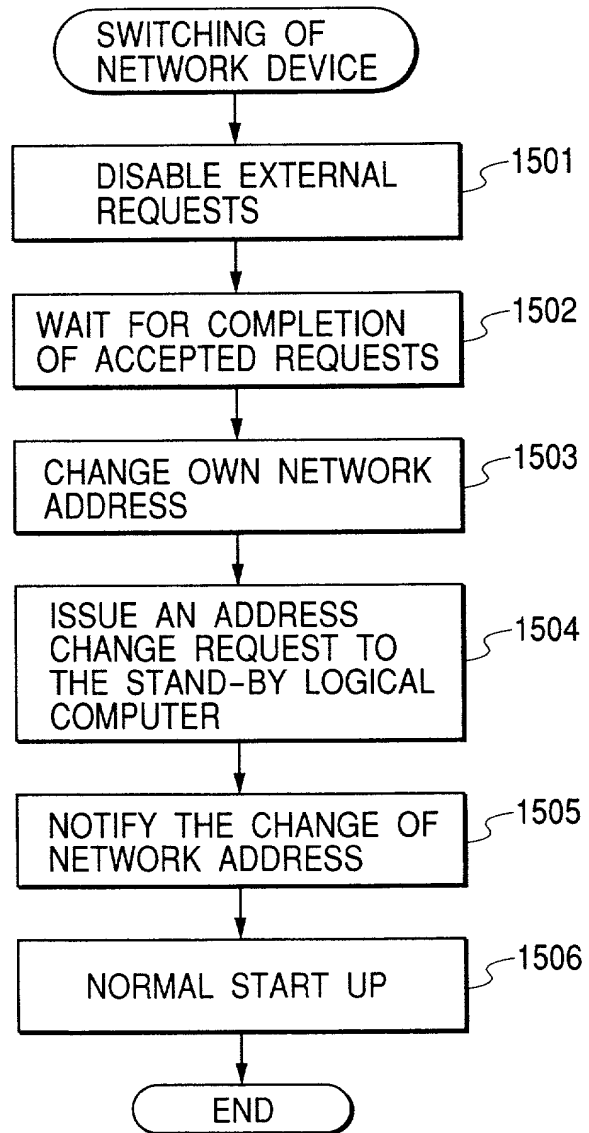 SWITCHING OF
NETWORK DEVICE
DISABLE EXTERNAL
REQUESTS
1501
WAIT FOR COMPLETION
OF ACCEPTED REQUESTS
1502
CHANGE OWN NETWORK
ADDRESS
1503
ISSUE AN ADDRESS
CHANGE REQUEST TO
THE STAND-BY LOGICAL
COMPUTER
1504
NOTIFY THE CHANGE OF
NETWORK ADDRESS
1505
NORMAL START UP
1506
END